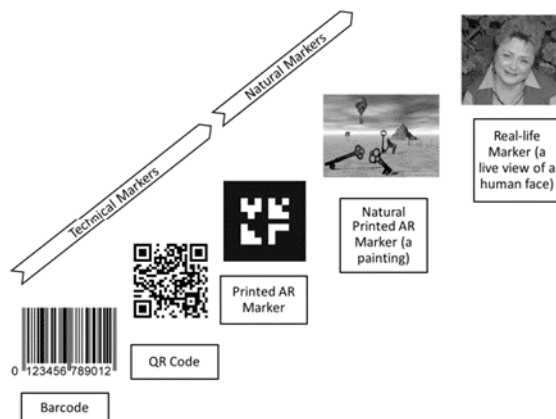 Natural Markers
Technical Markers
Real-life
Marker (a
live view of a
human face)
Natural
Printed AR
Marker (a
painting)
Printed AR
Marker
QR Code
0 123456 789012
Barcode